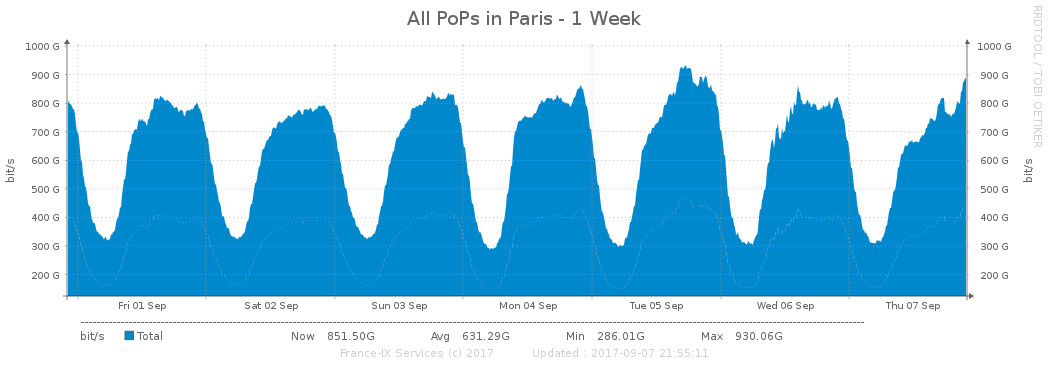 All PoPs in Paris - 1 Week
RRDTOOL / TOBI OETIKER
1000 G 1000 G
900 G 900 G
800 G 800 G
700 G 700 G
600 G 600 G
500 G 500 G
400 G 400 G
300 G 300 G
200 G 200 G
bit/s bit/s
Fri 01 Sep Sat 02 Sep Sun 03 Sep Mon 04 Sep Tue 05 Sep Wed 06 Sep Thu 07 Sep
bit/s Total Now 851.50G Avg 631.29G Min 286.01G Max 930.06G
France-IX Services (c) 2017 Updated : 2017-09-07 21:55:11